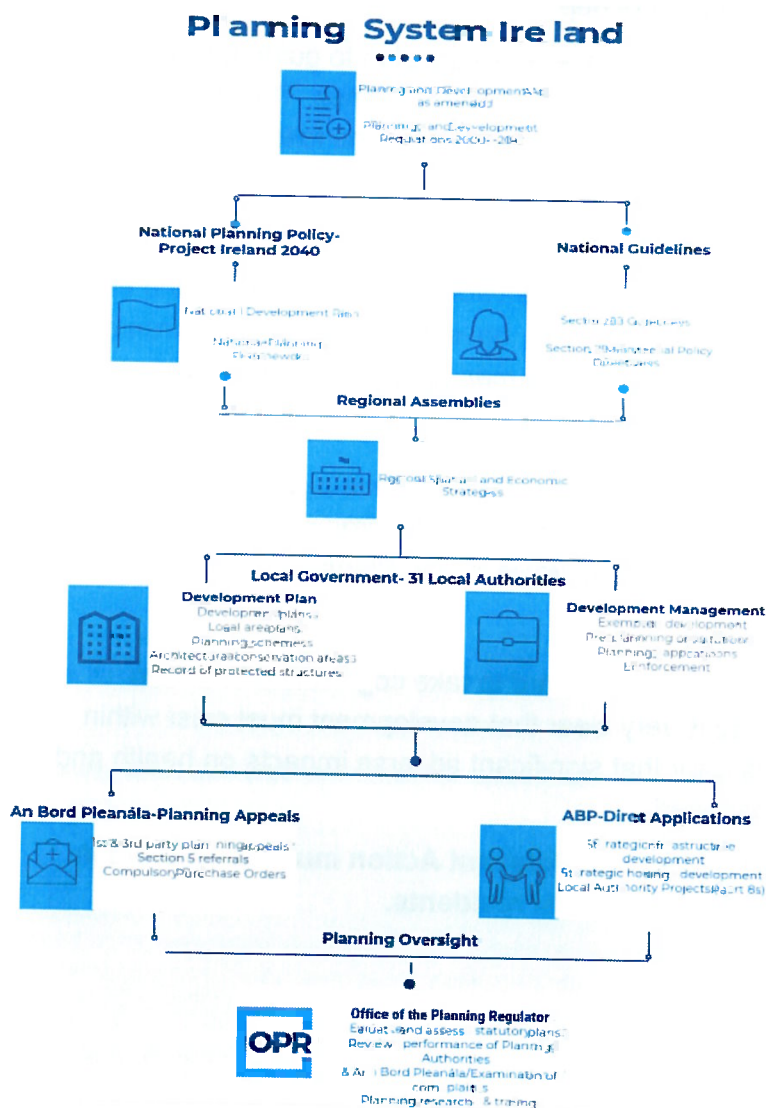 Planning System-Ireland
Planning and Development Act
as amended
Planning and Development
Regulations
National Planning Policy-
Project Ireland 2040
National Guidelines
National Development Plan
National Planning
Framework
Section 28 Guidelines
Section 29 Ministerial Policy
Directives
Regional Assemblies
Regional Spatial and Economic
Strategies
Local Government- 31 Local Authorities
Development Plan
Development plans
Local area plans
Planning schemes
Architectural conservation areas
Record of protected structures
Development Management
Exempted development
Pre planning consultation
Planning applications
Enforcement
An Bord Pleanála-Planning Appeals
1st & 3rd party planning appeals
Section 5 referrals
Compulsory Purchase Orders
ABP-Diret Applications
Strategic infrastructure
development
Strategic housing development
Local Authority Projects(Part 8s)
Planning Oversight
OPR
Office of the Planning Regulator
Evaluate and assess statutory plans
Review performance of Planning
Authorities
& An Bord Pleanála/Examination of
complaints
Planning research & training